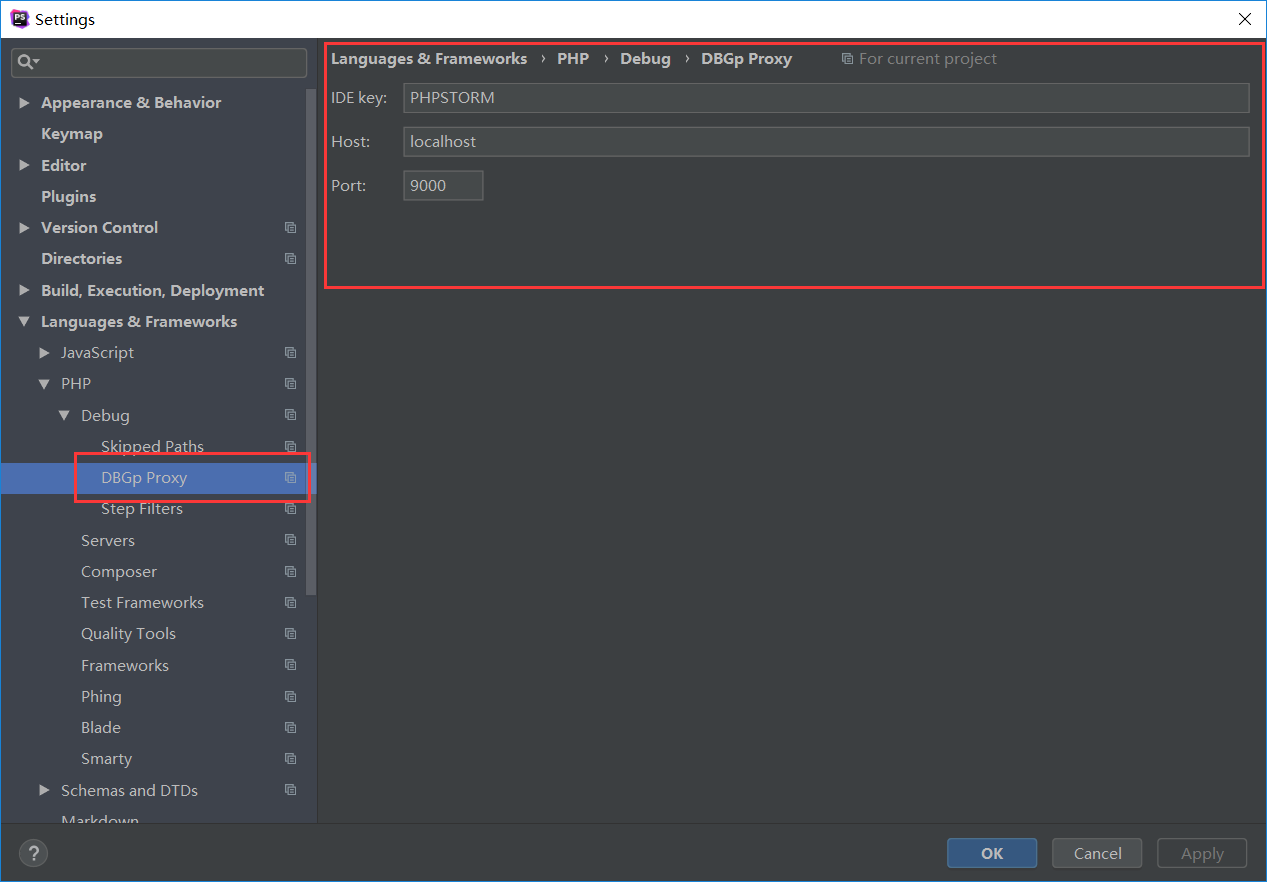 PS
Settings
Languages & Frameworks › PHP › Debug › DBGp Proxy For current project
IDE key: PHPSTORM
Host: localhost
Port: 9000
Appearance & Behavior
Keymap
Editor
Plugins
Version Control
Directories
Build, Execution, Deployment
Languages & Frameworks
JavaScript
PHP
Debug
Skipped Paths
DBGp Proxy
Step Filters
Servers
Composer
Test Frameworks
Quality Tools
Frameworks
Phing
Blade
Smarty
Schemas and DTDs
Markdown
?
OK Cancel Apply